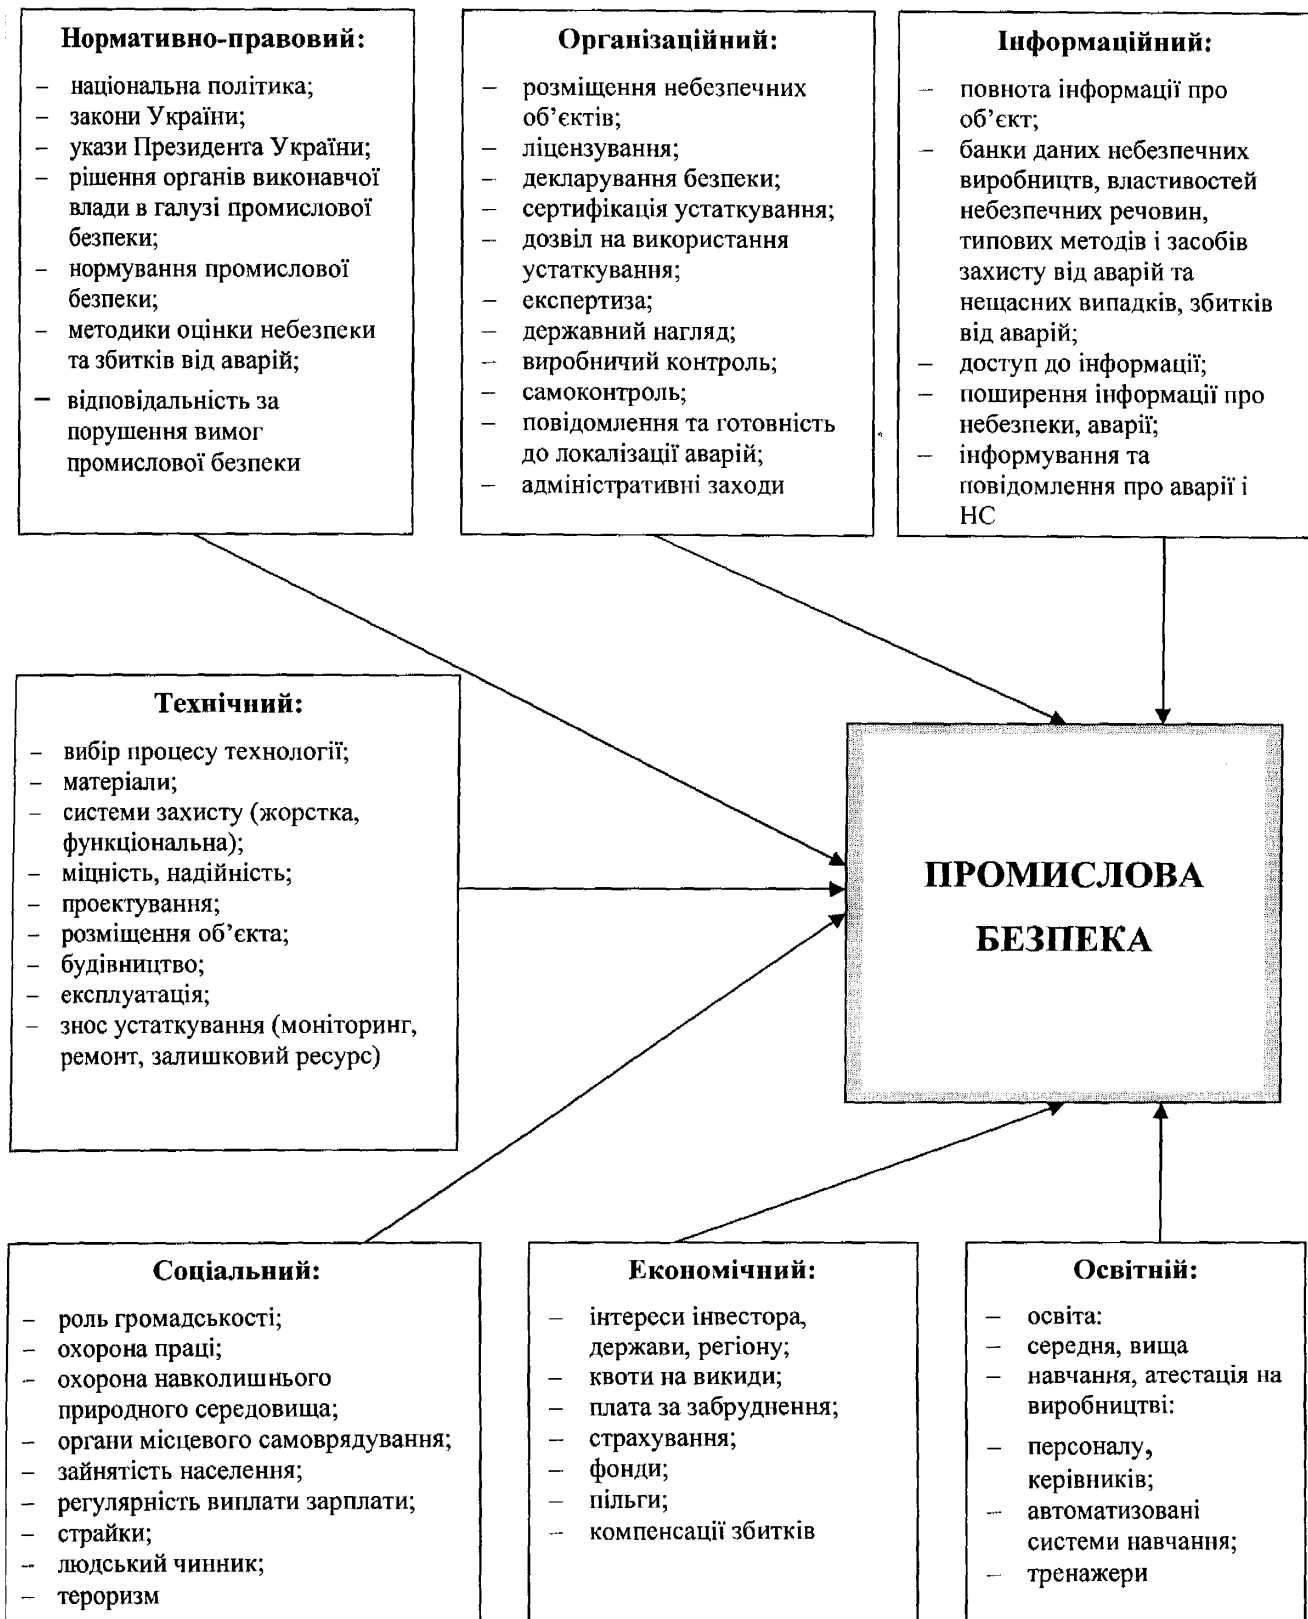 Нормативно-правовий:
– національна політика;
– закони України;
– укази Президента України;
– рішення органів виконавчої
влади в галузі промислової
безпеки;
– нормування промислової
безпеки;
– методики оцінки небезпеки
та збитків від аварій;
– відповідальність за
порушення вимог
промислової безпеки
Організаційний:
– розміщення небезпечних
об’єктів;
– ліцензування;
– декларування безпеки;
– сертифікація устаткування;
– дозвіл на використання
устаткування;
– експертиза;
– державний нагляд;
– виробничий контроль;
– самоконтроль;
– повідомлення та готовність
до локалізації аварій;
– адміністративні заходи
Інформаційний:
– повнота інформації про
об’єкт;
– банки даних небезпечних
виробництв, властивостей
небезпечних речовин,
типових методів і засобів
захисту від аварій та
нещасних випадків, збитків
від аварій;
– доступ до інформації;
– поширення інформації про
небезпеки, аварії;
– інформування та
повідомлення про аварії і
НС
Технічний:
– вибір процесу технології;
– матеріали;
– системи захисту (жорстка,
функціональна);
– міцність, надійність;
– проектування;
– розміщення об’єкта;
– будівництво;
– експлуатація;
– знос устаткування (моніторинг,
ремонт, залишковий ресурс)
ПРОМИСЛОВА
БЕЗПЕКА
Соціальний:
– роль громадськості;
– охорона праці;
– охорона навколишнього
природного середовища;
– органи місцевого самоврядування;
– зайнятість населення;
– регулярність виплати зарплати;
– страйки;
– людський чинник;
– тероризм
Економічний:
– інтереси інвестора,
держави, регіону;
– квоти на викиди;
– плата за забруднення;
– страхування;
– фонди;
– пільги;
– компенсації збитків
Освітній:
– освіта:
– середня, вища
– навчання, атестація на
виробництві:
– персоналу,
керівників;
– автоматизовані
системи навчання;
– тренажери